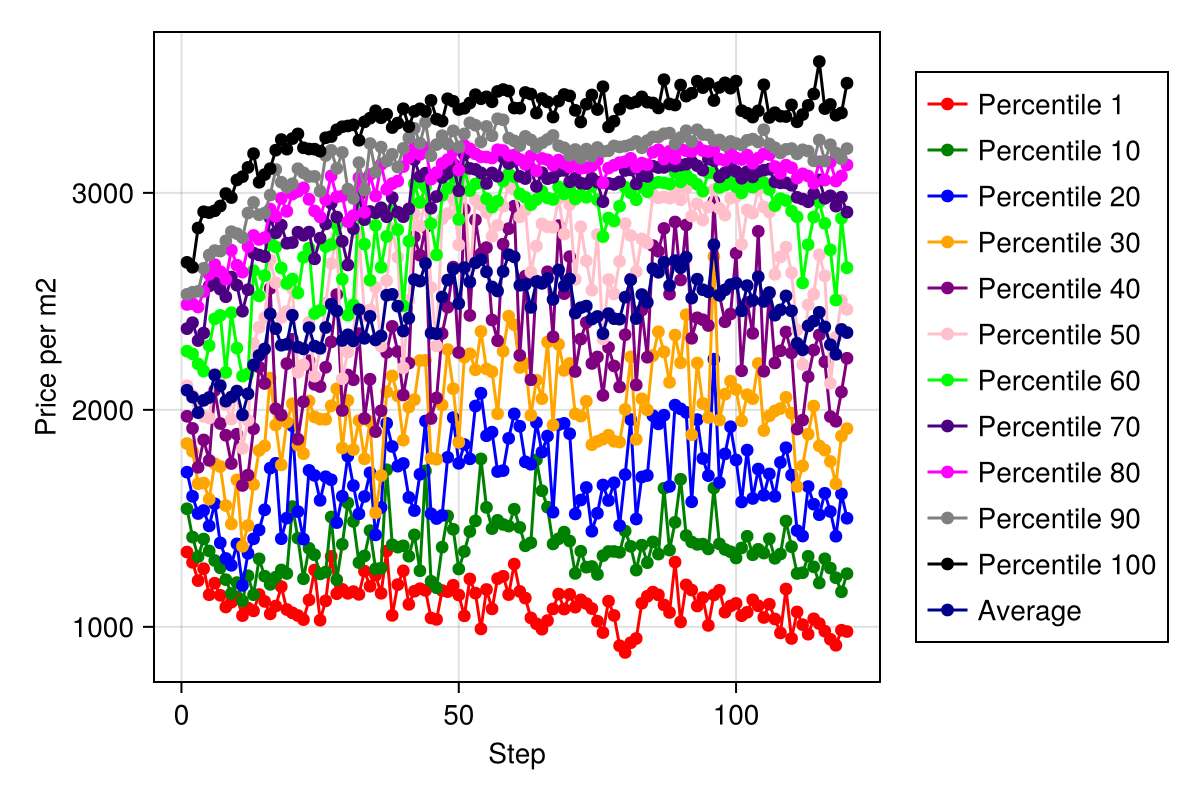 Price per m2
3000
2000
1000
0
50
100
Step
Percentile 1
Percentile 10
Percentile 20
Percentile 30
Percentile 40
Percentile 50
Percentile 60
Percentile 70
Percentile 80
Percentile 90
Percentile 100
Average